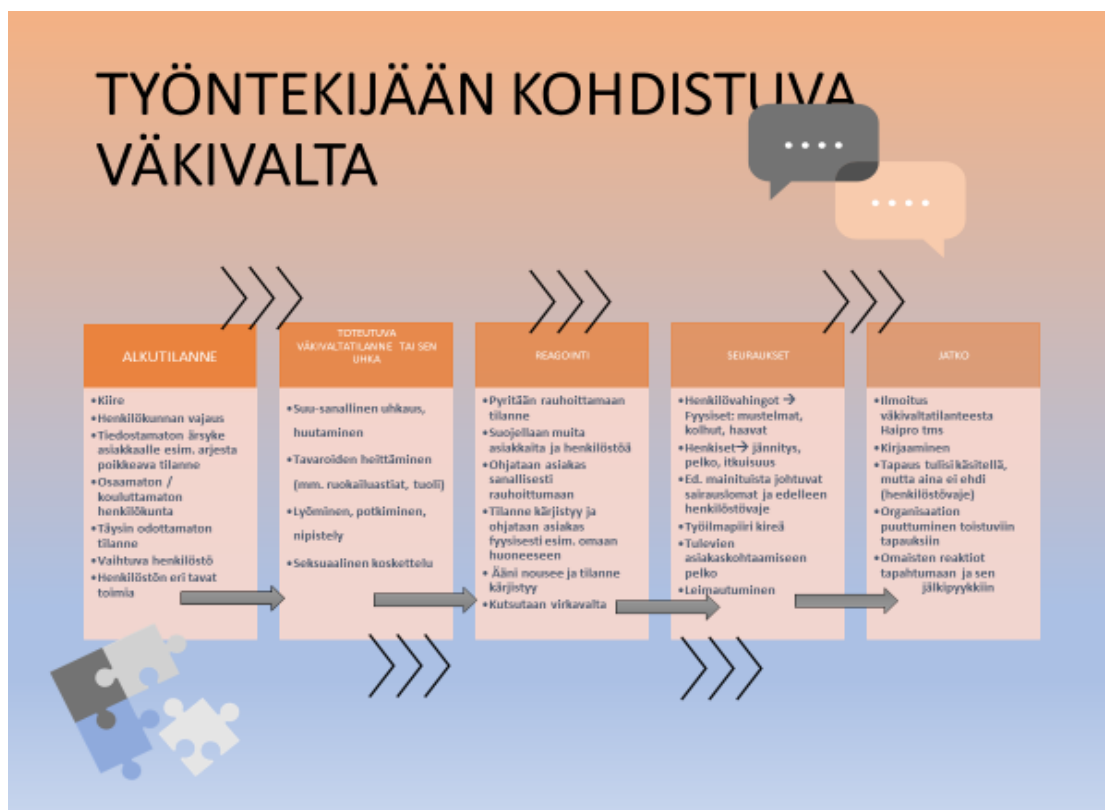 TYÖNTEKIJÄÄN KOHDISTUVA
VÄKIVALTA
ALKUTILANNE
•Kiire
•Henkilökunnan vajaus
•Tiedostamaton ärsyke
asiakkaalle esim. arjesta
poikkeava tilanne
•Osaamaton /
kouluttamaton
henkilökunta
•Täysin odottamaton
tilanne
•Vaihtuva henkilöstö
•Henkilöstön eri tavat
toimia
TOTEUTUVA
VÄKIVALTATILANNE TAI SEN
UHKA
•Suu-sanallinen uhkaus,
huutaminen
•Tavaroiden heittäminen
(mm. ruokailuastiat, tuoli)
•Lyöminen, potkiminen,
nipistely
•Seksuaalinen koskettelu
REAGOINTI
•Pyritään rauhoittamaan
tilanne
•Suojellaan muita
asiakkaita ja henkilöstöä
•Ohjataan asiakas
sanallisesti
rauhoittumaan
•Tilanne kärjistyy ja
ohjataan asiakas
fyysisesti esim. omaan
huoneeseen
• Ääni nousee ja tilanne
kärjistyy
•Kutsutaan virkavalta
SEURAUKSET
•Henkilövahingot →
Fyysiset: mustelmat,
kolhut, haavat
•Henkiset→ jännitys,
pelko, itkuisuus
•Ed. mainituista johtuvat
sairauslomat ja edelleen
henkilöstövaje
•Työilmapiiri kireä
•Tulevien
asiakaskohtaamiseen
pelko
•Leimautuminen
JATKO
•Ilmoitus
väkivaltatilanteesta
Haipro tms
•Kirjaaminen
•Tapaus tulisi käsitellä,
mutta aina ei ehdi
(henkilöstövaje)
•Organisaation
puuttuminen toistuviin
tapauksiin
•Omaisten reaktiot
tapahtumaan ja sen
jälkipyykkiin